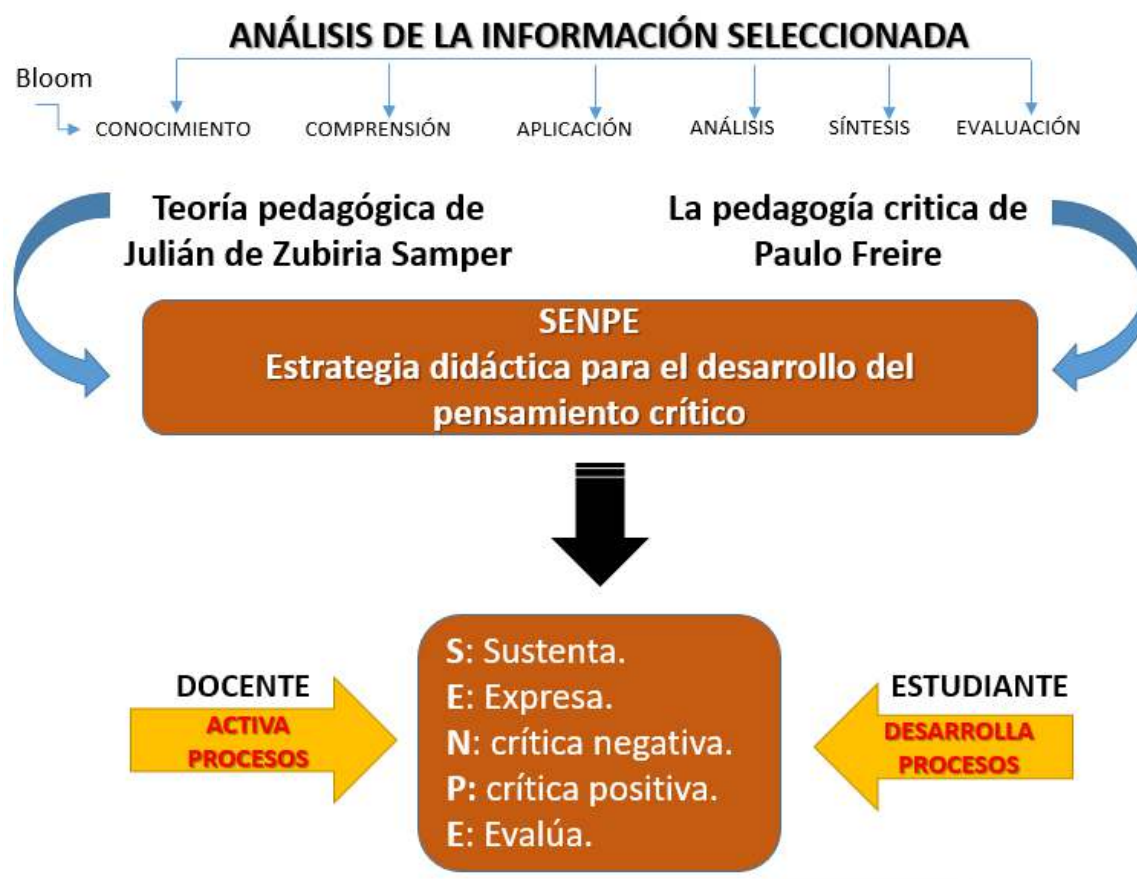 ANÁLISIS DE LA INFORMACIÓN SELECCIONADA
Bloom
CONOCIMIENTO COMPRENSIÓN APLICACIÓN ANÁLISIS SÍNTESIS EVALUACIÓN
Teoría pedagógica de
Julián de Zubiria Samper
La pedagogía critica de
Paulo Freire
SENPE
Estrategia didáctica para el desarrollo del
pensamiento crítico
DOCENTE
ACTIVA
PROCESOS
S: Sustenta.
E: Expresa.
N: crítica negativa.
P: crítica positiva.
E: Evalúa.
ESTUDIANTE
DESARROLLA
PROCESOS